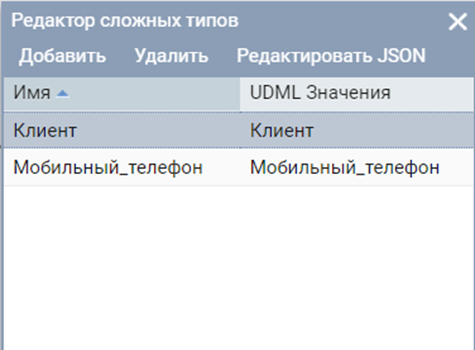 Редактор сложных типов
Добавить Удалить Редактировать JSON
Имя UDML Значения
Клиент Клиент
Мобильный_телефон Мобильный_телефон